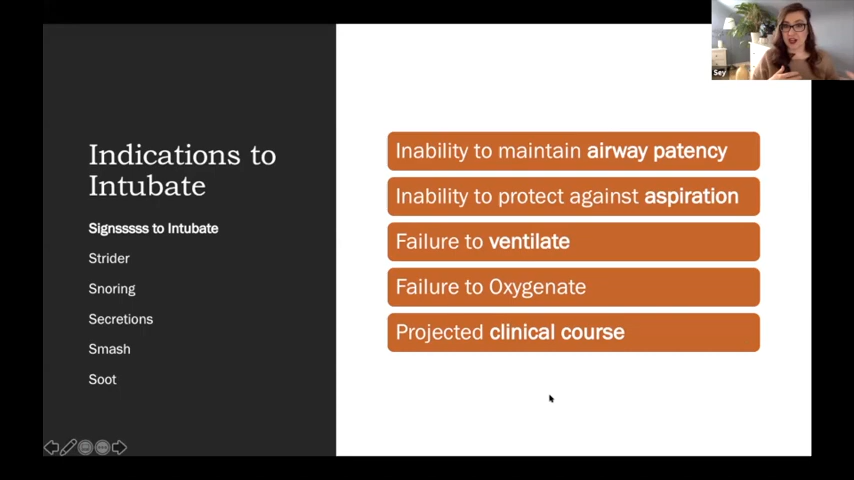 Sey
Indications to
Intubate
Signsssss to Intubate
Strider
Snoring
Secretions
Smash
Soot
Inability to maintain airway patency
Inability to protect against aspiration
Failure to ventilate
Failure to Oxygenate
Projected clinical course